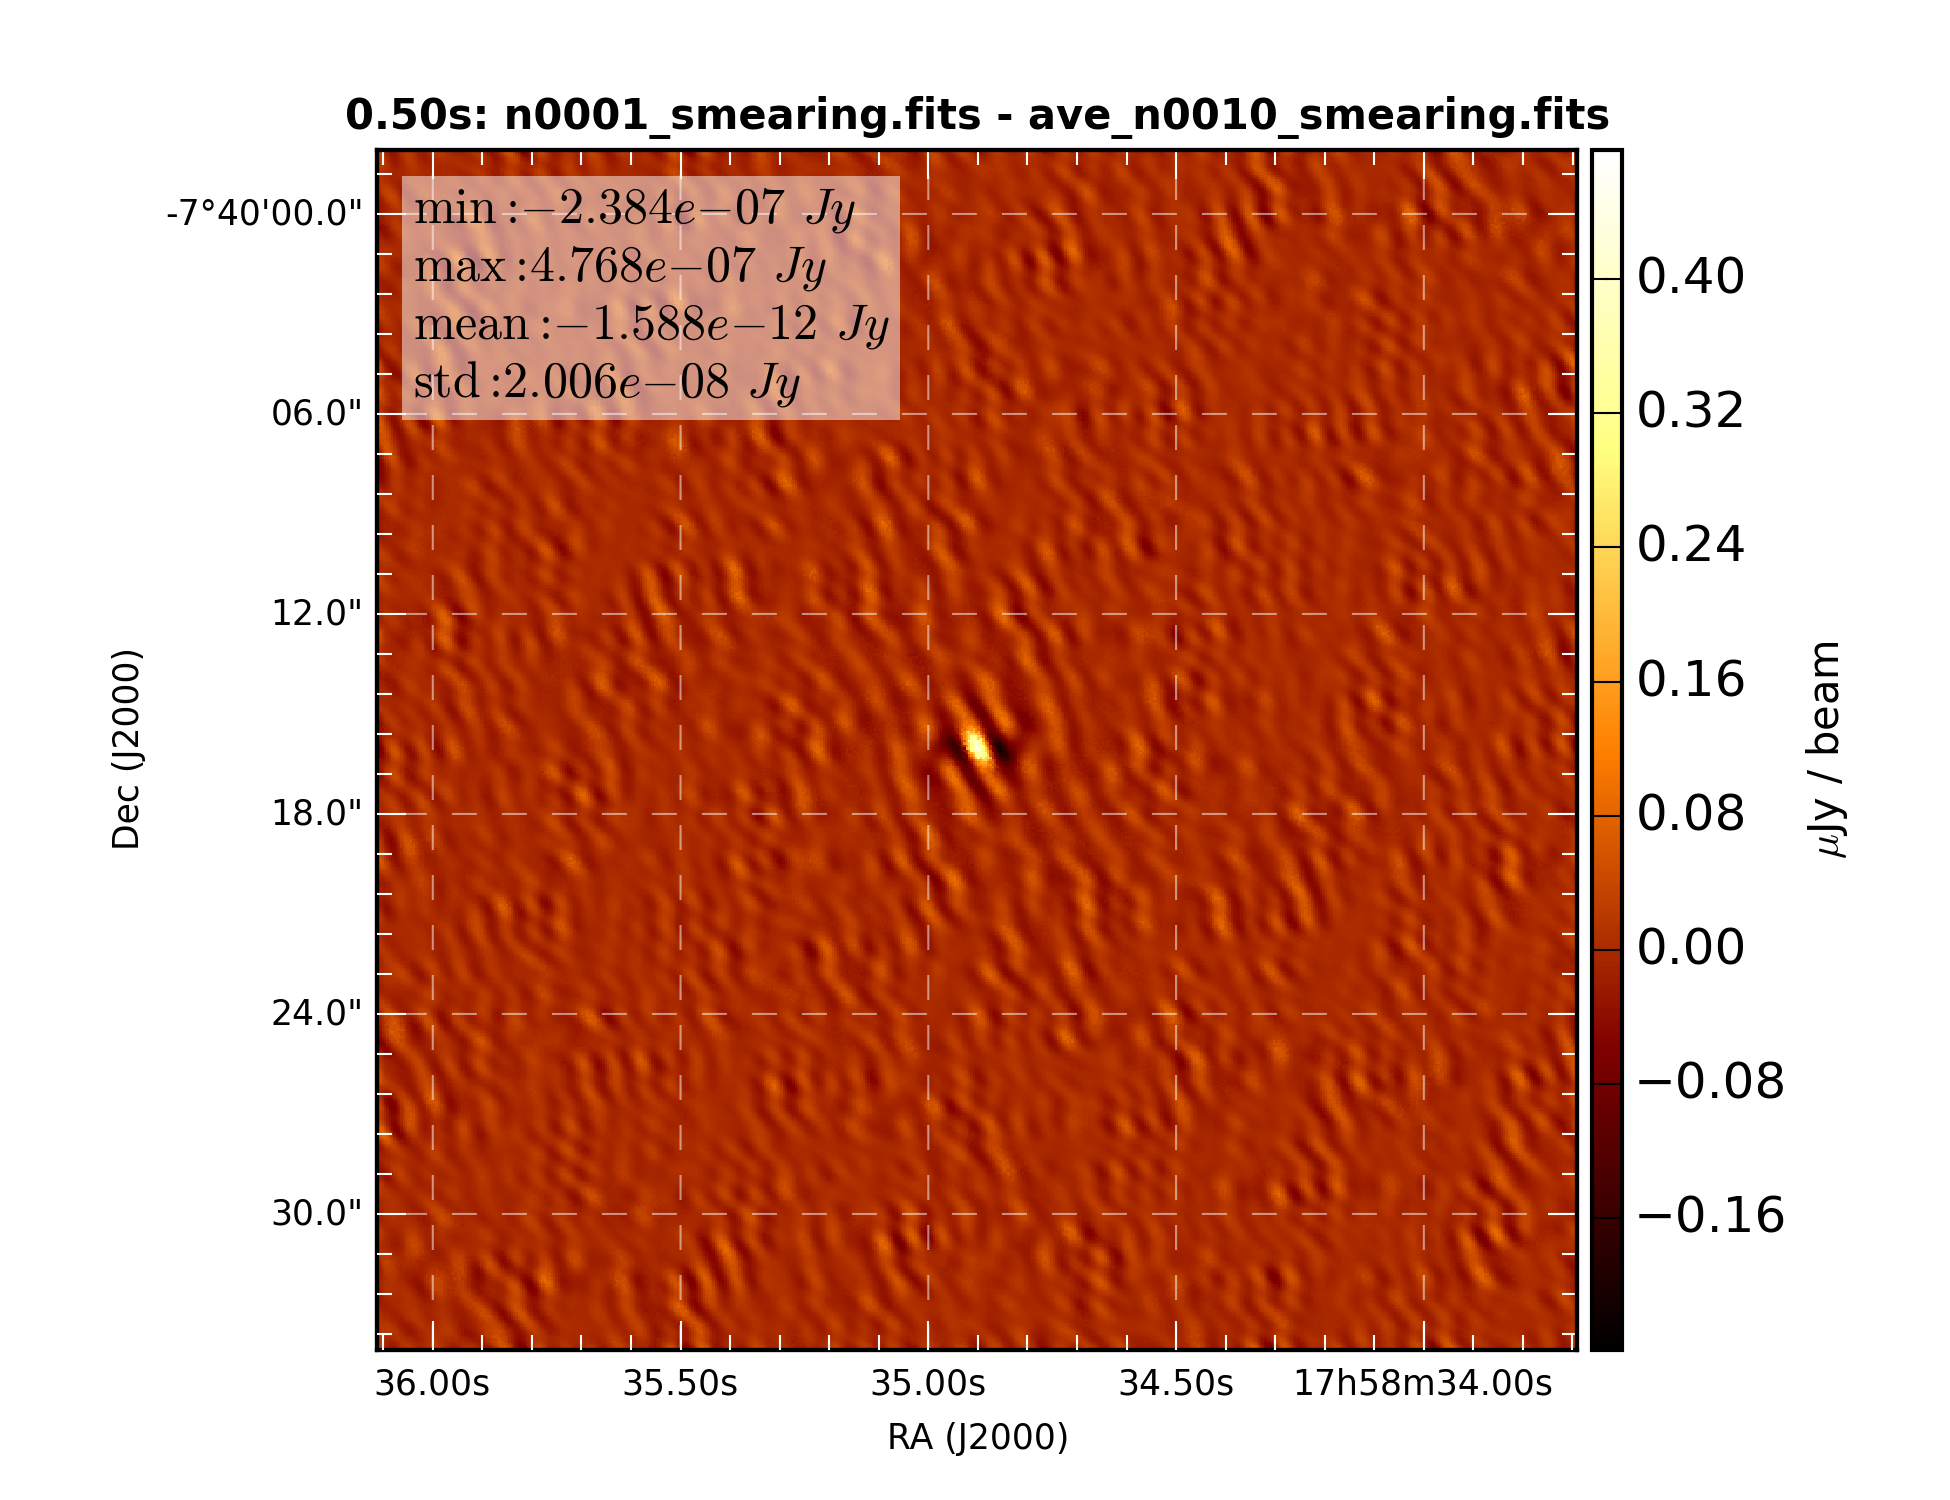 0.50s: n0001_smearing.fits - ave_n0010_smearing.fits
min :−2.384e−07 Jy
max :4.768e−07 Jy
mean :−1.588e−12 Jy
std :2.006e−08 Jy
-7°40'00.0"
06.0"
12.0"
18.0"
24.0"
30.0"
Dec (J2000)
36.00s 35.50s 35.00s 34.50s 17h58m34.00s
RA (J2000)
0.40
0.32
0.24
0.16
0.08
0.00
−0.08
−0.16
μJy / beam